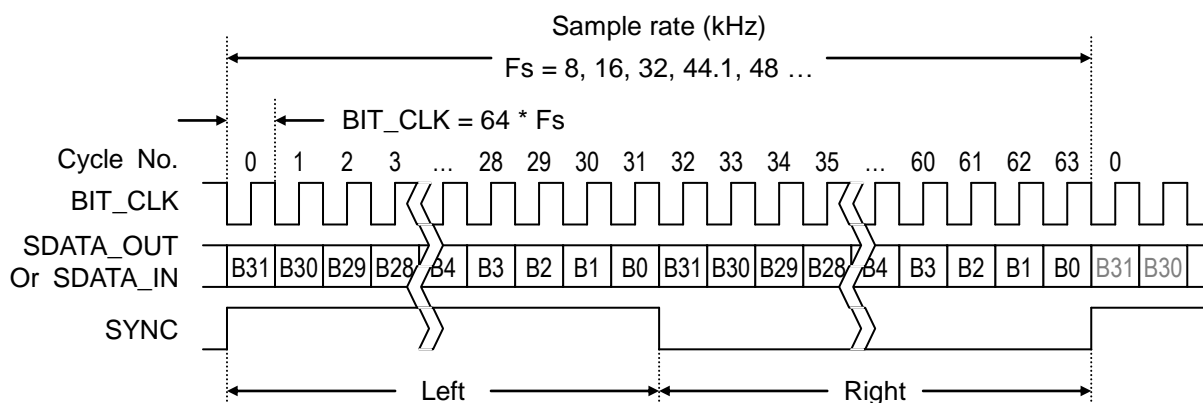 Sample rate (kHz)
Fs = 8, 16, 32, 44.1, 48 …
BIT_CLK = 64 * Fs
Cycle No. 0 1 2 3 … 28 29 30 31 32 33 34 35 … 60 61 62 63 0
BIT_CLK
SDATA_OUT
Or SDATA_IN
B31 B30 B29 B28 B4 B3 B2 B1 B0 B31 B30 B29 B28 B4 B3 B2 B1 B0 B31 B30
SYNC
Left Right